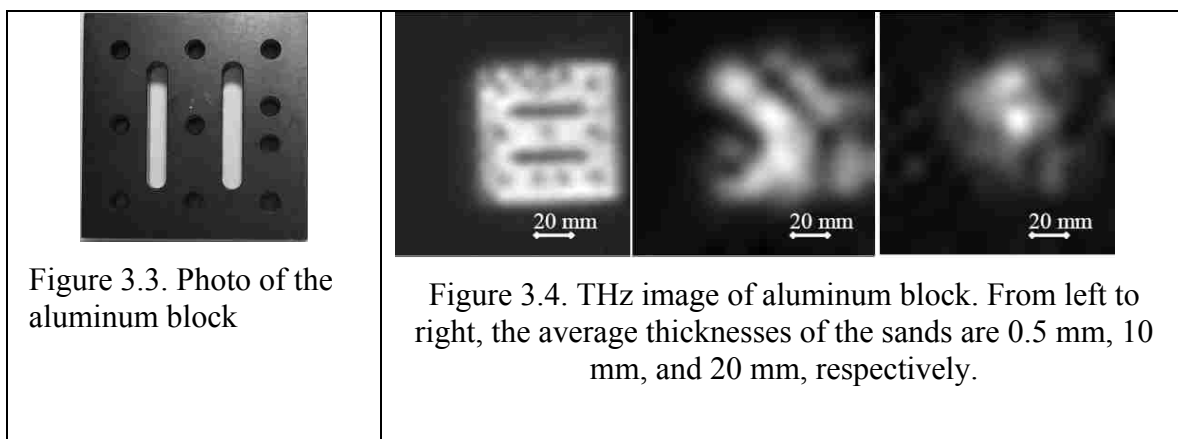 20 mm
20 mm
20 mm
Figure 3.3. Photo of the
aluminum block
Figure 3.4. THz image of aluminum block. From left to
right, the average thicknesses of the sands are 0.5 mm, 10
mm, and 20 mm, respectively.